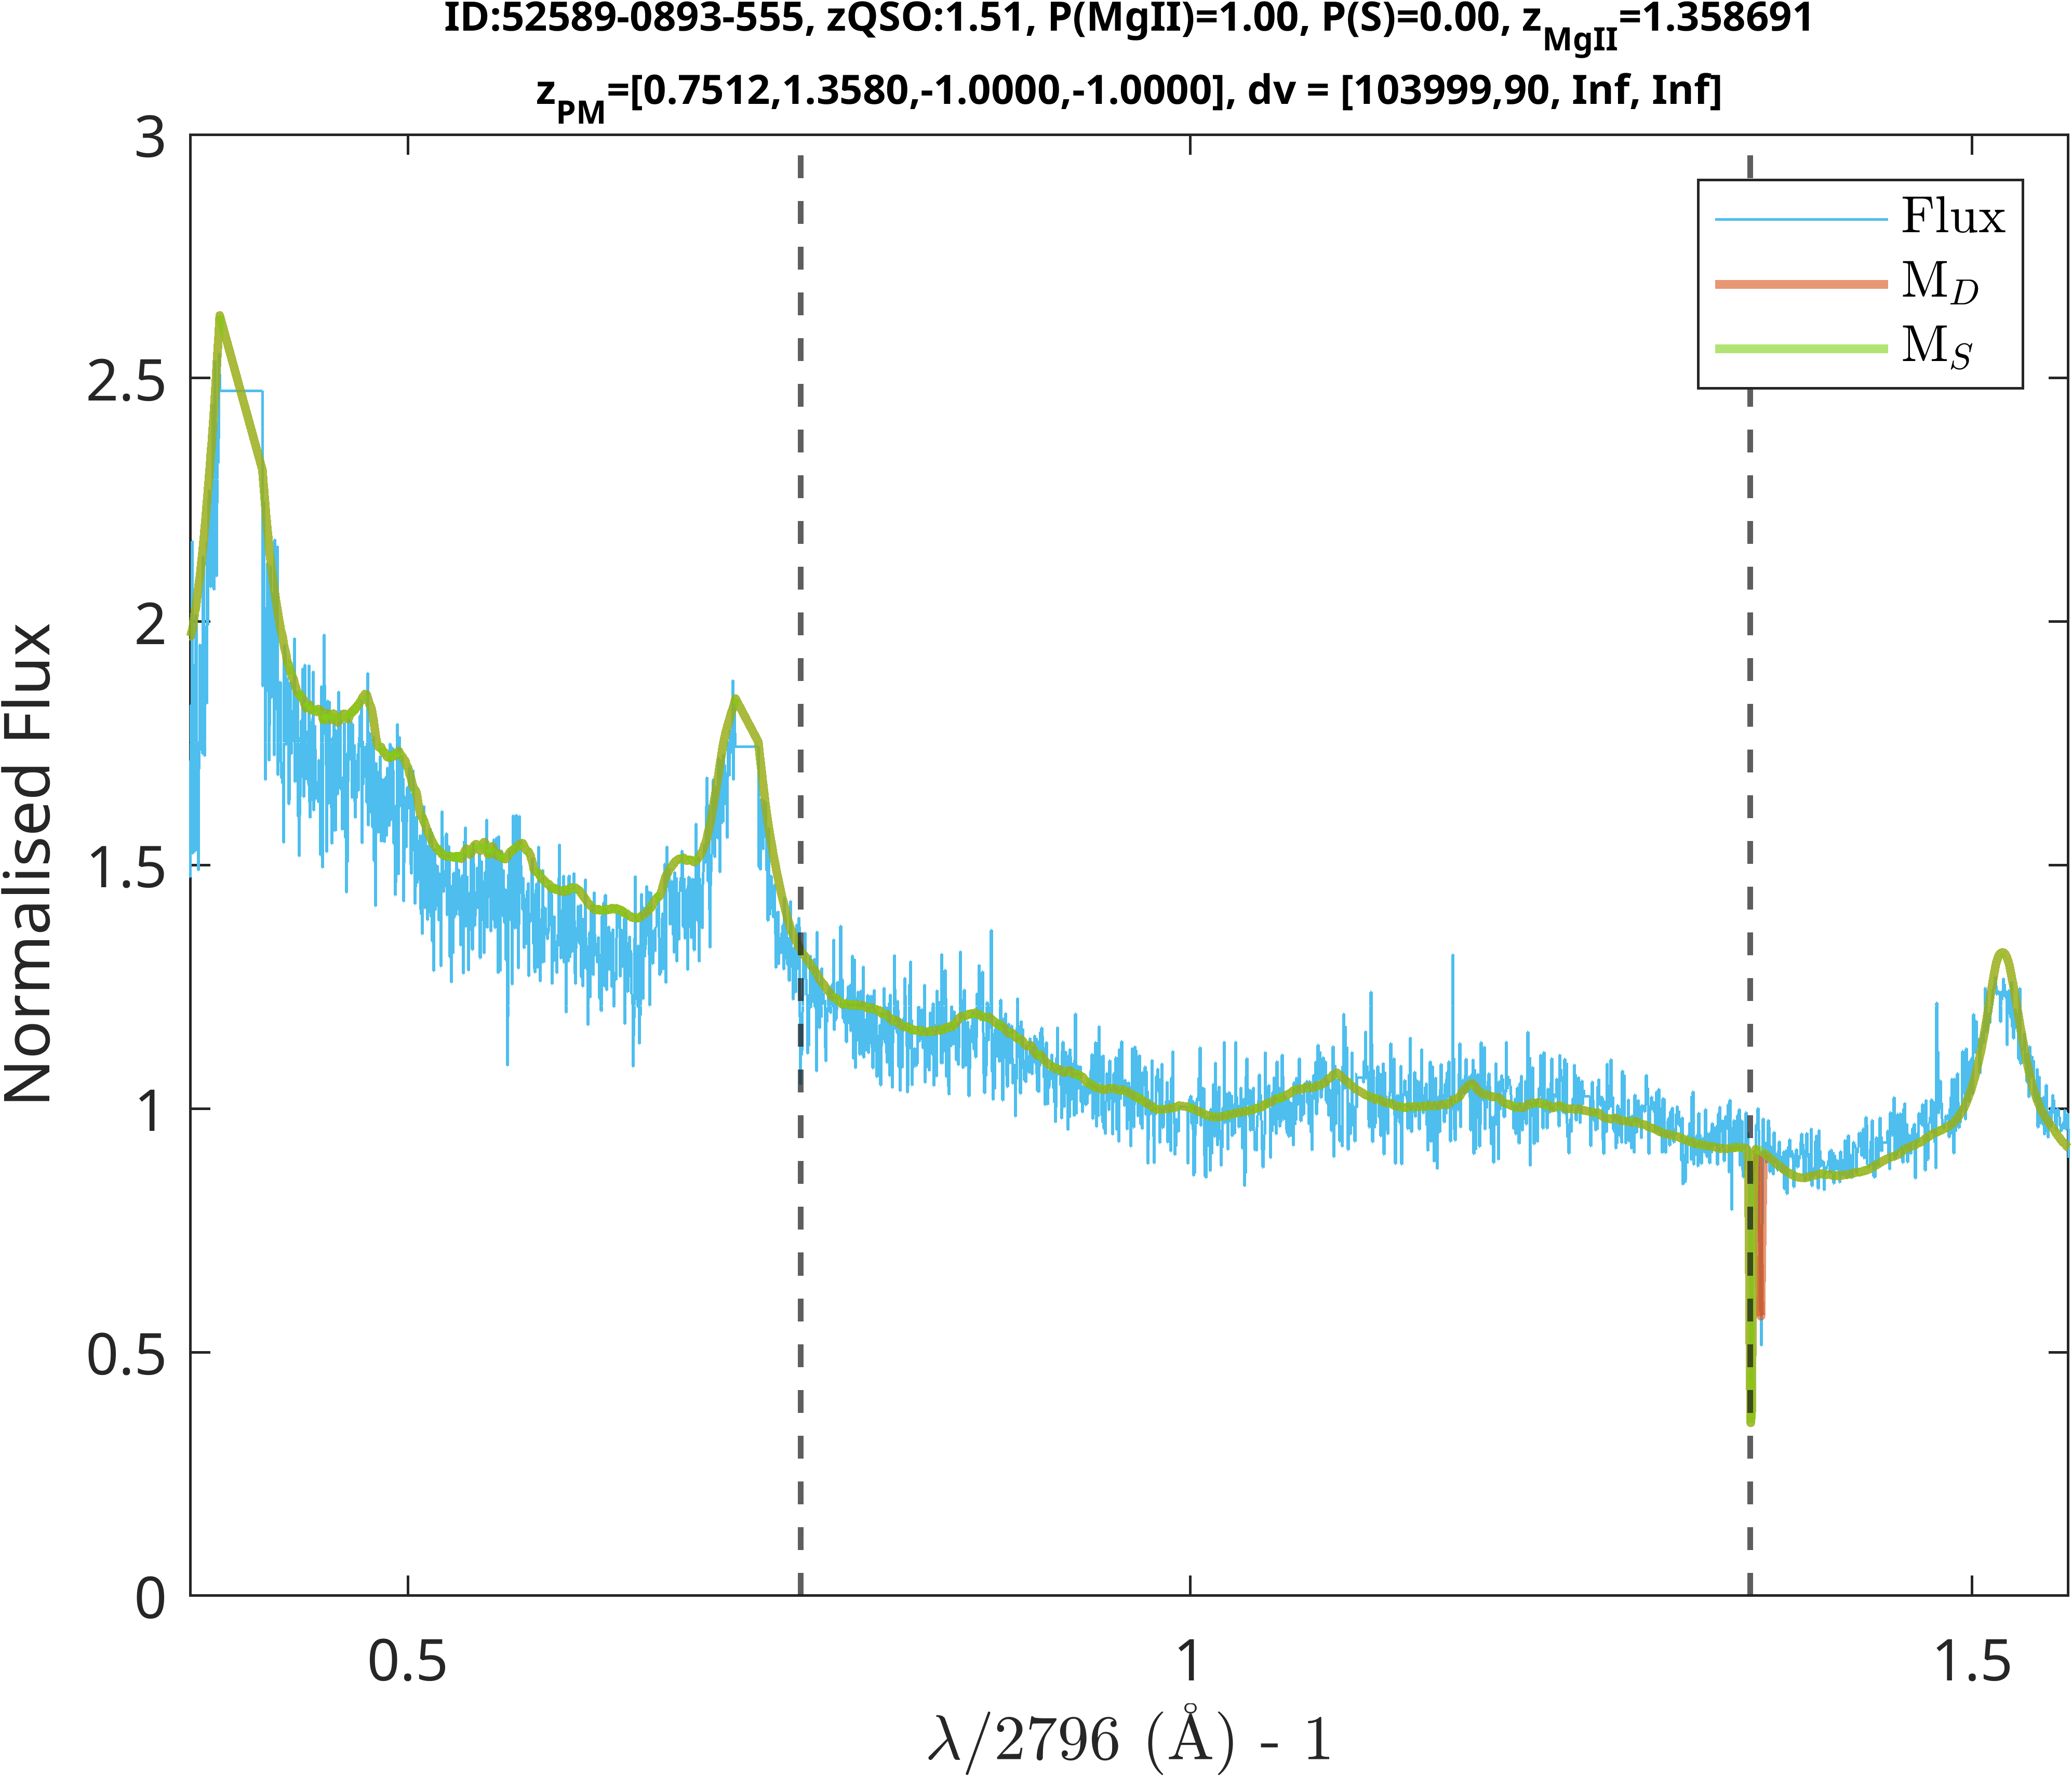 ID:52589-0893-555, zQSO:1.51, P(MgII)=1.00, P(S)=0.00, zMgII=1.358691
zPM=[0.7512,1.3580,-1.0000,-1.0000], dv = [103999,90, Inf, Inf]
3
2.5
2
1.5
1
0.5
0
Normalised Flux
Flux
MD
MS
0.5
1
1.5
λ/2796 (Å) - 1